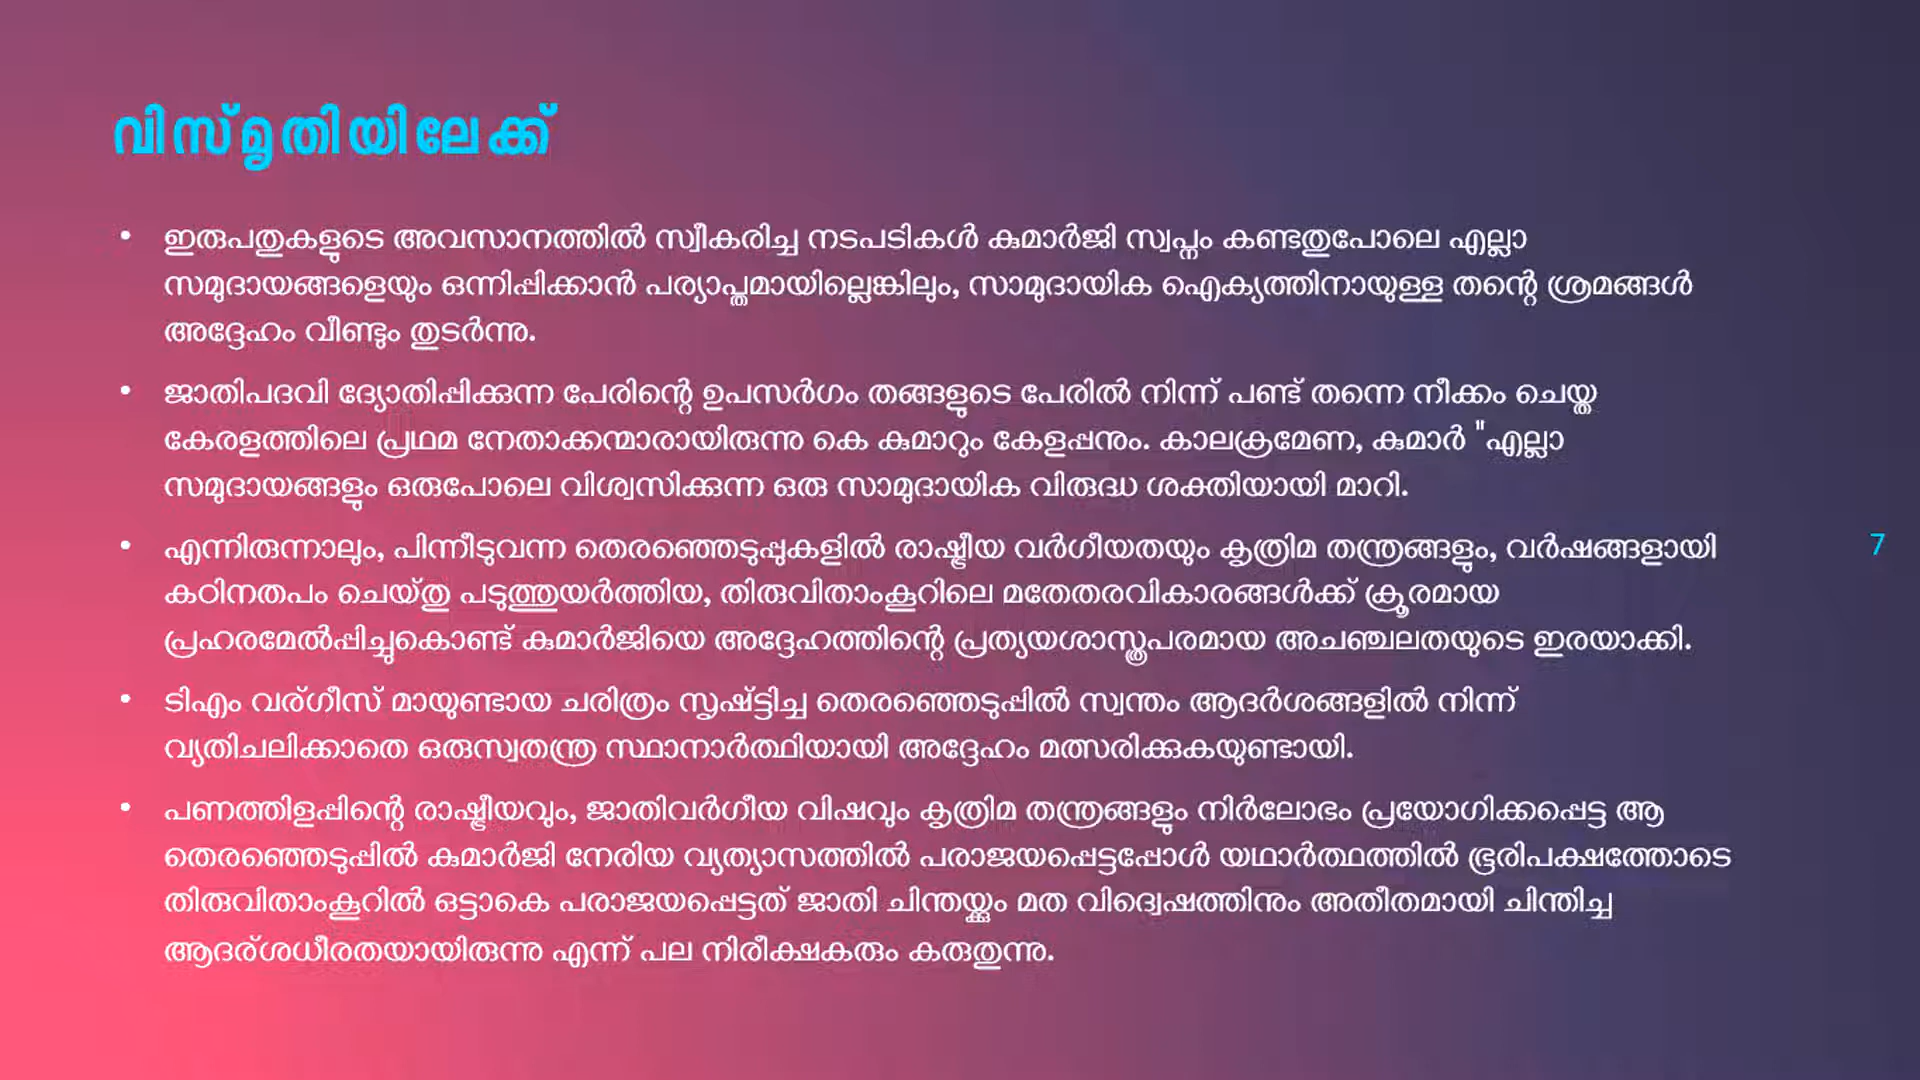 വിസ്മൃതിയിലേക്ക്
• ഇരുപതുകളുടെ അവസാനത്തിൽ സ്വീകരിച്ച നടപടികൾ കുമാർജി സ്വപ്നം കണ്ടതുപോലെ എല്ലാ
സമുദായങ്ങളെയും ഒന്നിപ്പിക്കാൻ പര്യാപ്തമായില്ലെങ്കിലും, സാമുദായിക ഐക്യത്തിനായുള്ള തന്റെ ശ്രമങ്ങൾ
അദ്ദേഹം വീണ്ടും തുടർന്നു.
• ജാതിപദവി ദ്യോതിപ്പിക്കുന്ന പേരിന്റെ ഉപസർഗം തങ്ങളുടെ പേരിൽ നിന്ന് പണ്ട് തന്നെ നീക്കം ചെയ്ത
കേരളത്തിലെ പ്രഥമ നേതാക്കന്മാരായിരുന്നു കെ കുമാറും കേളപ്പനും. കാലക്രമേണ, കുമാർ "എല്ലാ
സമുദായങ്ങളും ഒരുപോലെ വിശ്വസിക്കുന്ന ഒരു സാമുദായിക വിരുദ്ധ ശക്തിയായി മാറി.
• എന്നിരുന്നാലും, പിന്നീടുവന്ന തെരഞ്ഞെടുപ്പുകളിൽ രാഷ്ട്രീയ വർഗീയതയും കൃത്രിമ തന്ത്രങ്ങളും, വർഷങ്ങളായി
കഠിനതപം ചെയ്തു പടുത്തുയർത്തിയ, തിരുവിതാംകൂറിലെ മതേതരവികാരങ്ങൾക്ക് ക്രൂരമായ
പ്രഹരമേൽപ്പിച്ചുകൊണ്ട് കുമാർജിയെ അദ്ദേഹത്തിന്റെ പ്രത്യയശാസ്ത്രപരമായ അചഞ്ചലതയുടെ ഇരയാക്കി.
7
• ടിഎം വര്ഗീസ് മായുണ്ടായ ചരിത്രം സൃഷ്ട്ടിച്ച തെരഞ്ഞെടുപ്പിൽ സ്വന്തം ആദർശങ്ങളിൽ നിന്ന്
വ്യതിചലിക്കാതെ ഒരുസ്വതന്ത്ര സ്ഥാനാർത്ഥിയായി അദ്ദേഹം മത്സരിക്കുകയുണ്ടായി.
• പണത്തിളപ്പിന്റെ രാഷ്ട്രീയവും, ജാതിവർഗീയ വിഷവും കൃത്രിമ തന്ത്രങ്ങളും നിർലോഭം പ്രയോഗിക്കപ്പെട്ട ആ
തെരഞ്ഞെടുപ്പിൽ കുമാർജി നേരിയ വ്യത്യാസത്തിൽ പരാജയപ്പെട്ടപ്പോൾ യഥാർത്ഥത്തിൽ ഭൂരിപക്ഷത്തോടെ
തിരുവിതാംകൂറിൽ ഒട്ടാകെ പരാജയപ്പെട്ടത് ജാതി ചിന്തയ്ക്കും മത വിദ്വെഷത്തിനും അതീതമായി ചിന്തിച്ച
ആദര്ശധീരതയായിരുന്നു എന്ന് പല നിരീക്ഷകരും കരുതുന്നു.